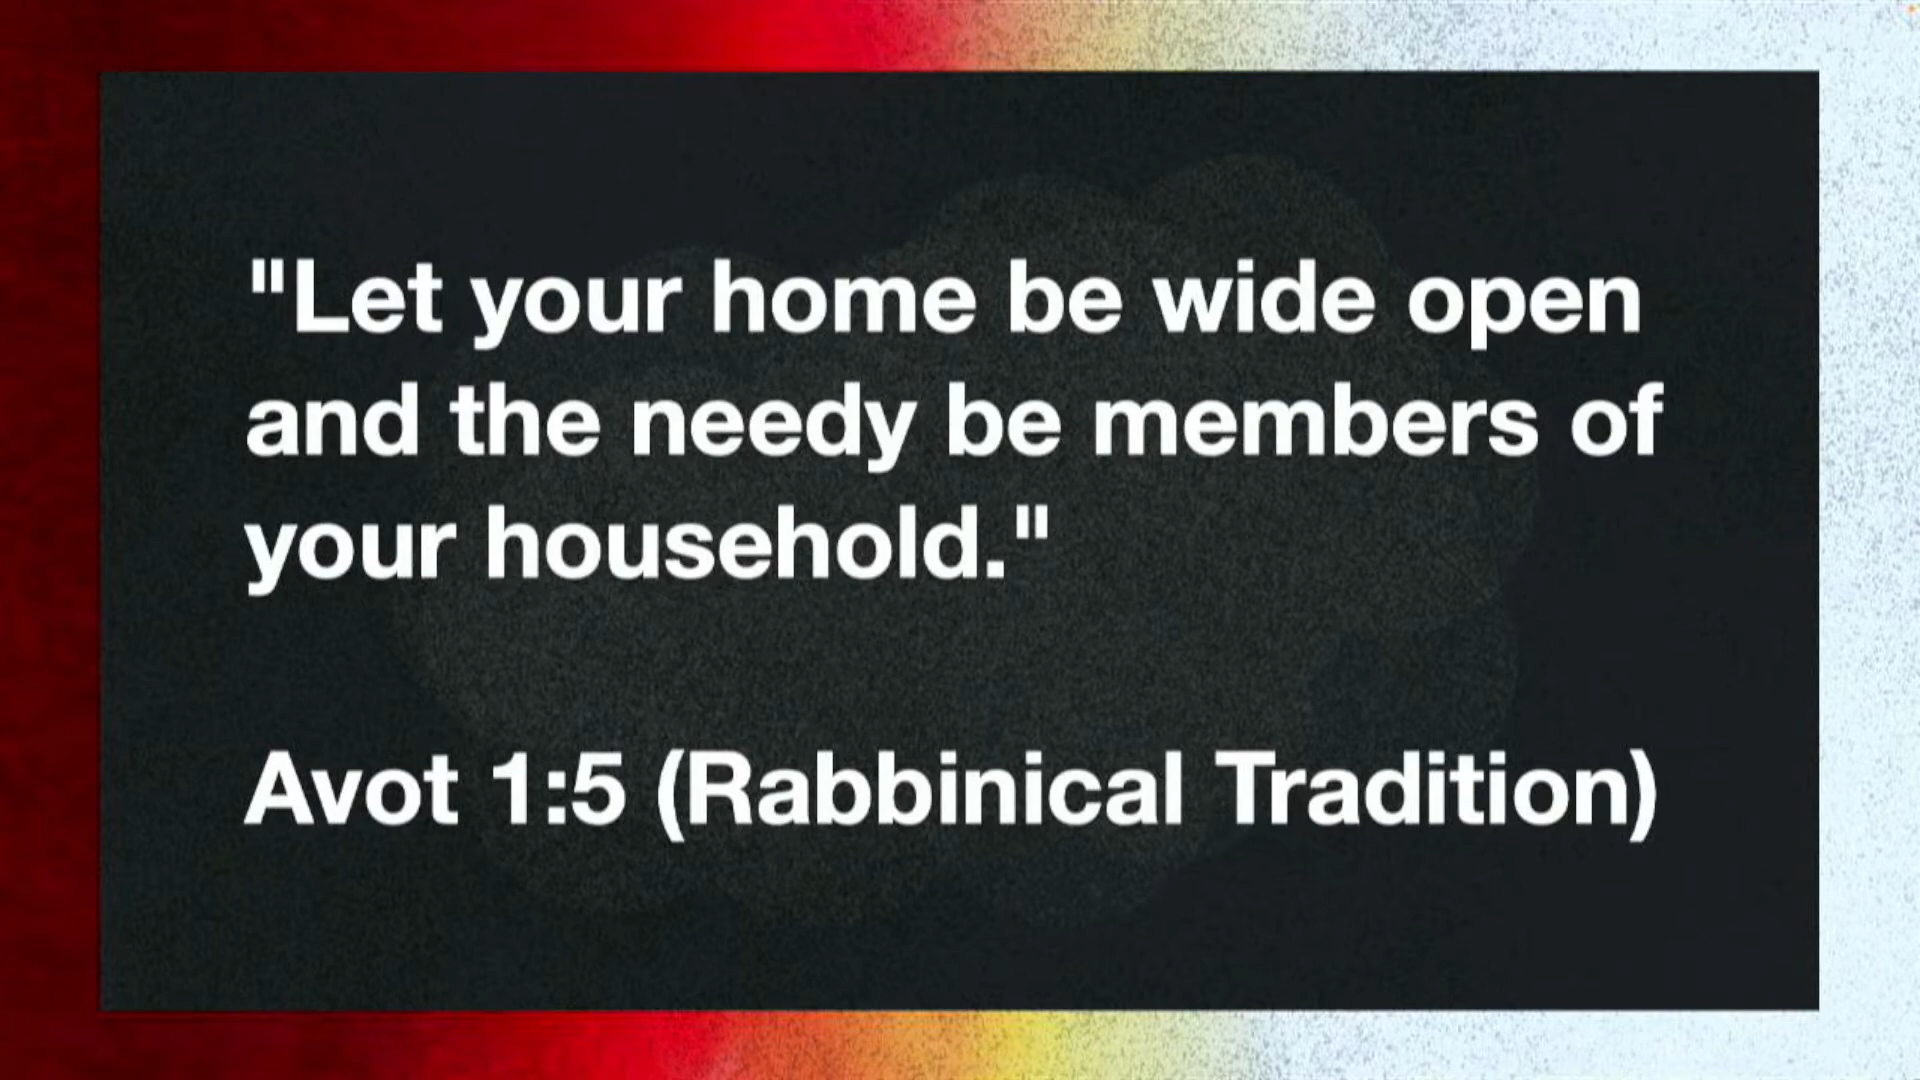 "Let your home be wide open
and the needy be members of
your household."
Avot 1:5 (Rabbinical Tradition)